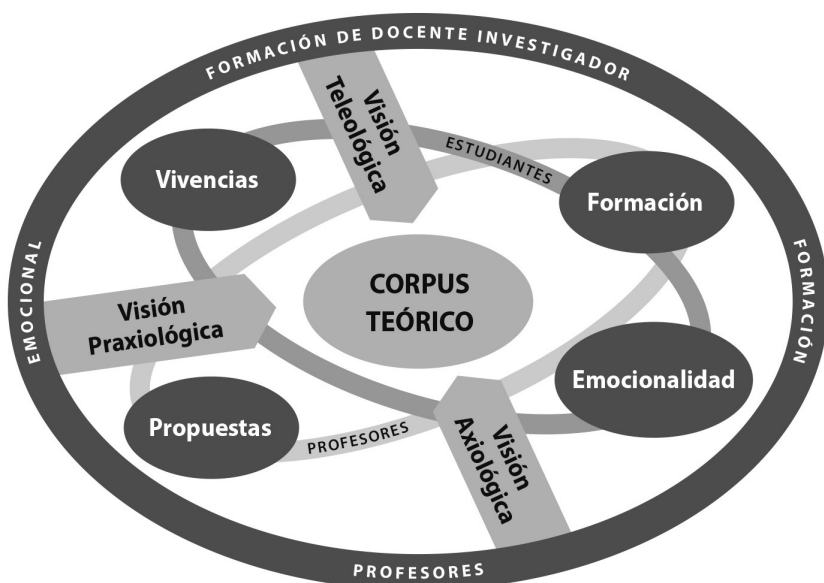 FORMACIÓN DE DOCENTE INVESTIGADOR
Visión
Teleológica
ESTUDIANTES
Vivencias
Formación
EMOCIONAL
FORMACIÓN
CORPUS
TEÓRICO
Visión
Praxiológica
Emocionalidad
Propuestas
PROFESORES
Visión
Axiológica
PROFESORES